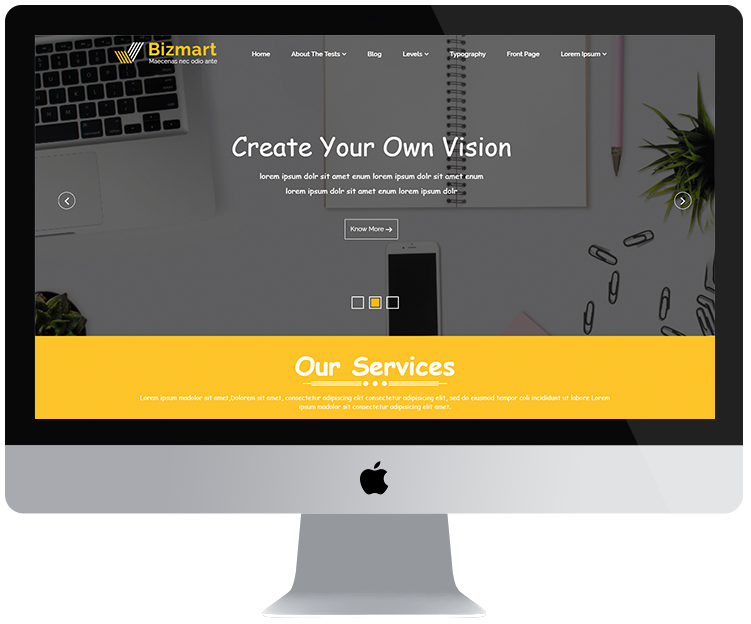 Bizmart
Maecenas nec odio ante
Home About The Tests Blog Levels Typography Front Page Lorem Ipsum
Create Your Own Vision
lorem ipsum dolr sit amet enum lorem ipsum dolr sit amet enum
lorem ipsum dolr sit amet enum lorem ipsum dolr
Know More
Our Services
Lorem ipsum madolor sit amet,Dolorem sit amet, consectetur adipiscing elit consectetur adipiscing elit, sed do eiusmod tempor coli incididunt ut labore Lorem
ipsum madolor sit consectetur adipiscing elit amet.